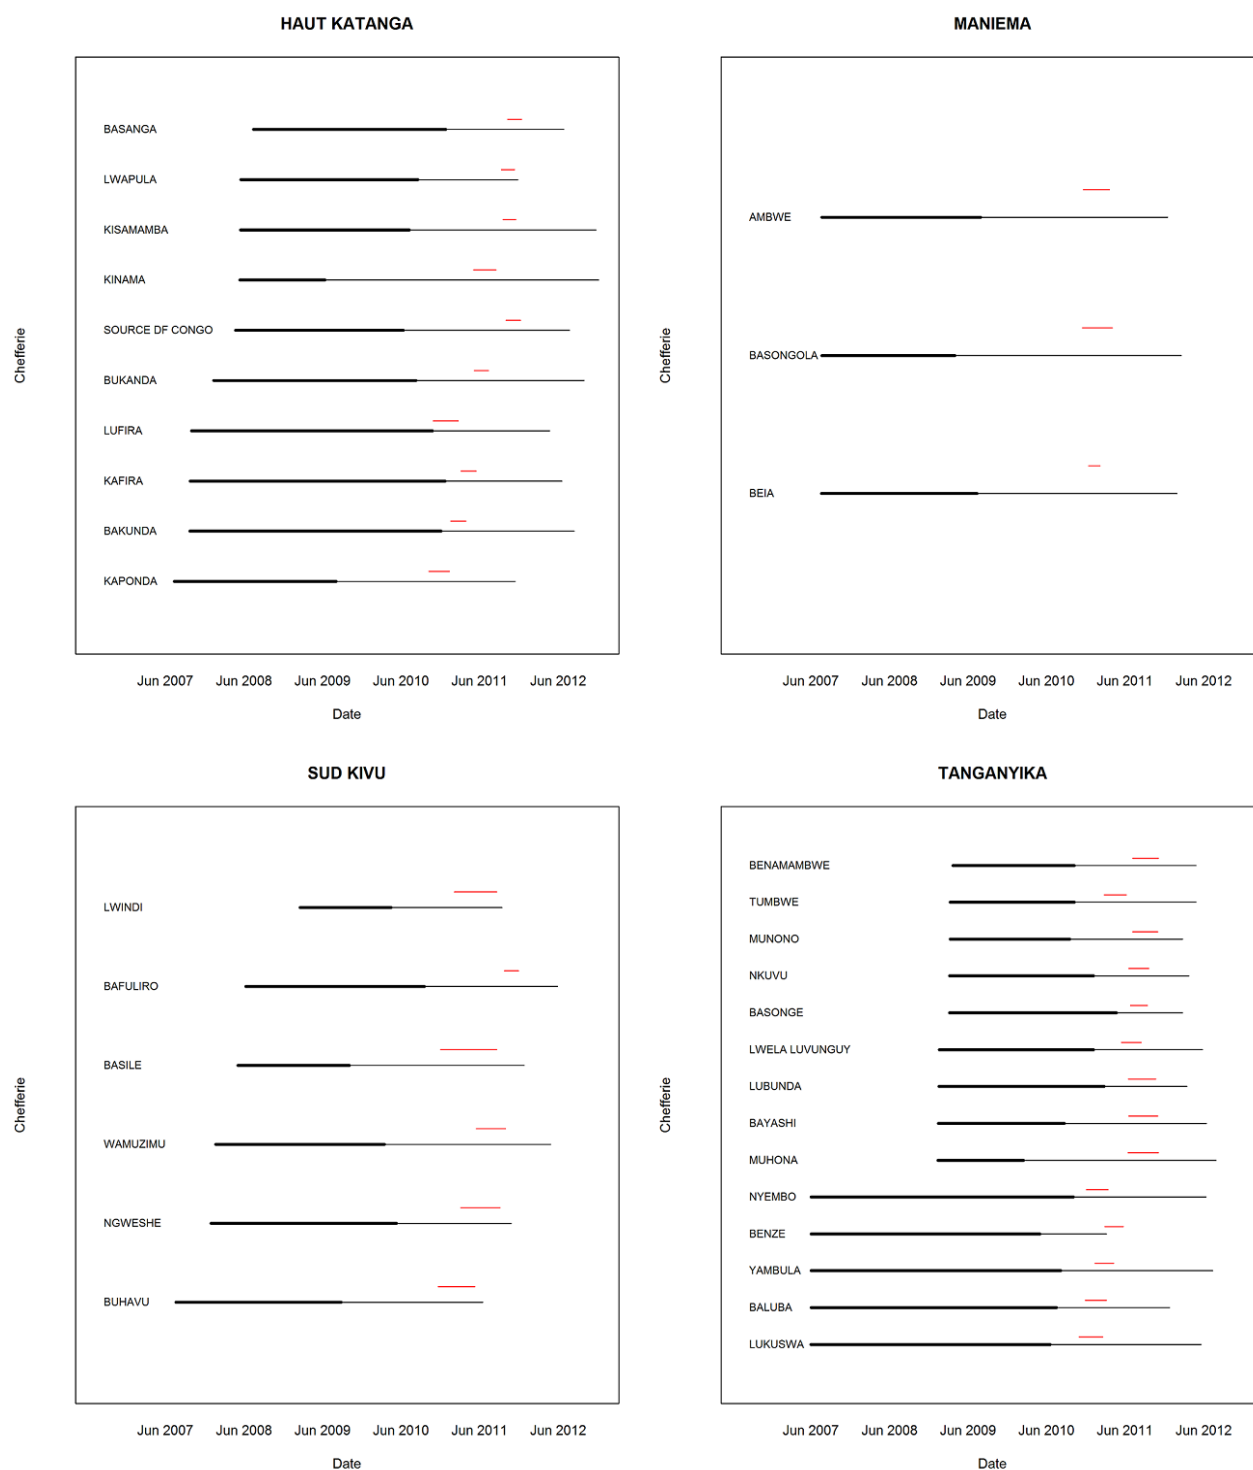 HAUT KATANGA
Chefferie
BASANGA
LWAPULA
KISAMAMBA
KINAMA
SOURCE DF CONGO
BUKANDA
LUFIRA
KAFIRA
BAKUNDA
KAPONDA
Jun 2007 Jun 2008 Jun 2009 Jun 2010 Jun 2011 Jun 2012
Date
MANIEMA
Chefferie
AMBWE
BASONGOLA
BEIA
Jun 2007 Jun 2008 Jun 2009 Jun 2010 Jun 2011 Jun 2012
Date
SUD KIVU
Chefferie
LWINDI
BAFULIRO
BASILE
WAMUZIMU
NGWESHE
BUHAVU
Jun 2007 Jun 2008 Jun 2009 Jun 2010 Jun 2011 Jun 2012
Date
TANGANYIKA
Chefferie
BENAMAMBWE
TUMBWE
MUNONO
NKUVU
BASONGE
LWELA LUVUNGUY
LUBUNDA
BAYASHI
MUHONA
NYEMBO
BENZE
YAMBULA
BALUBA
LUKUSWA
Jun 2007 Jun 2008 Jun 2009 Jun 2010 Jun 2011 Jun 2012
Date